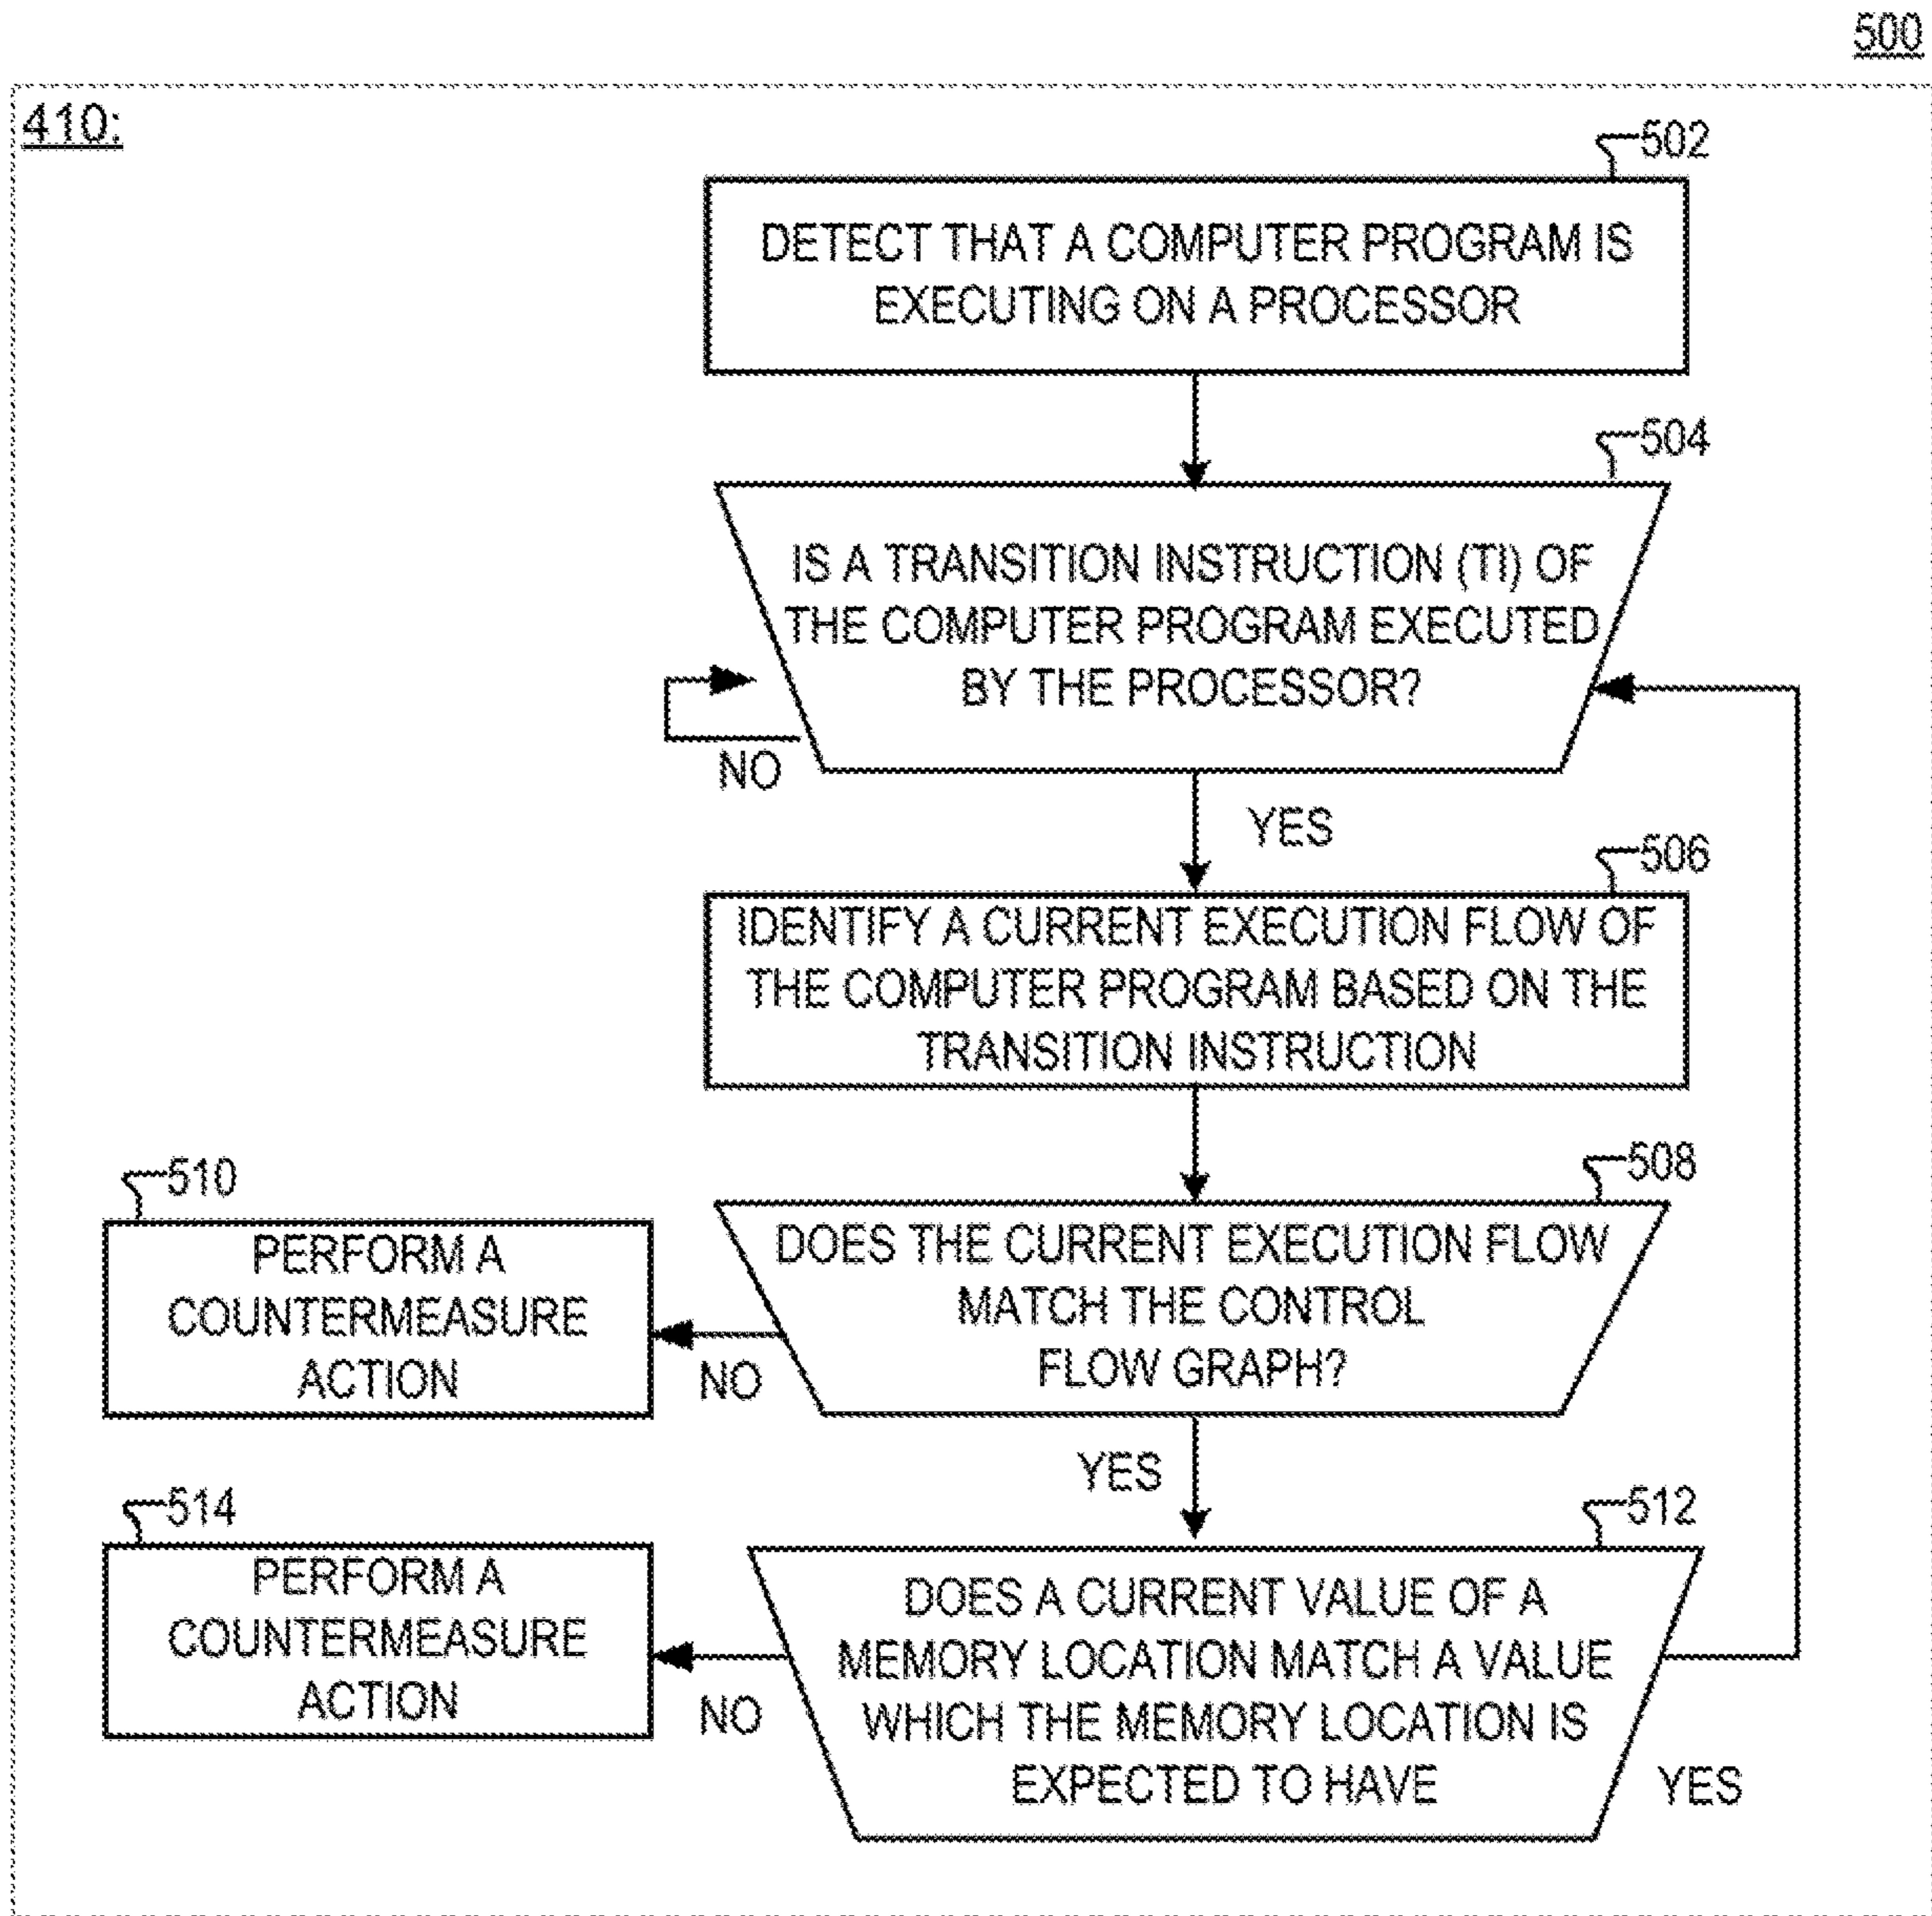 500
410:
502
DETECT THAT A COMPUTER PROGRAM IS
EXECUTING ON A PROCESSOR
504
IS A TRANSITION INSTRUCTION (TI) OF
THE COMPUTER PROGRAM EXECUTED
BY THE PROCESSOR?
NO
YES
506
IDENTIFY A CURRENT EXECUTION FLOW OF
THE COMPUTER PROGRAM BASED ON THE
TRANSITION INSTRUCTION
508
DOES THE CURRENT EXECUTION FLOW
MATCH THE CONTROL
FLOW GRAPH?
510
PERFORM A
COUNTERMEASURE
ACTION
NO
YES
512
DOES A CURRENT VALUE OF A
MEMORY LOCATION MATCH A VALUE
WHICH THE MEMORY LOCATION IS
EXPECTED TO HAVE
514
PERFORM A
COUNTERMEASURE
ACTION
NO
YES